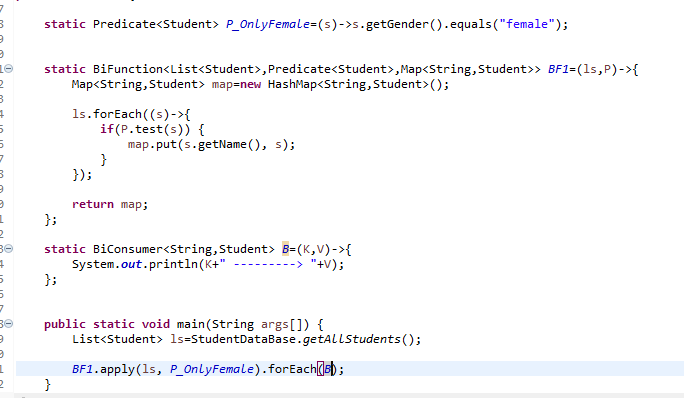 static Predicate<Student> P_OnlyFemale=(s)->s.getGender().equals("female");
static BiFunction<List<Student>,Predicate<Student>,Map<String,Student>> BF1=(ls,P)->{
Map<String,Student> map=new HashMap<String,Student>();
ls.forEach((s)->{
if(P.test(s)) {
map.put(s.getName(), s);
}
});
return map;
};
static BiConsumer<String,Student> B=(K,V)->{
System.out.println(K+" ---------> "+V);
};
public static void main(String args[]) {
List<Student> ls=StudentDataBase.getAllStudents();
BF1.apply(ls, P_OnlyFemale).forEach(B);
}